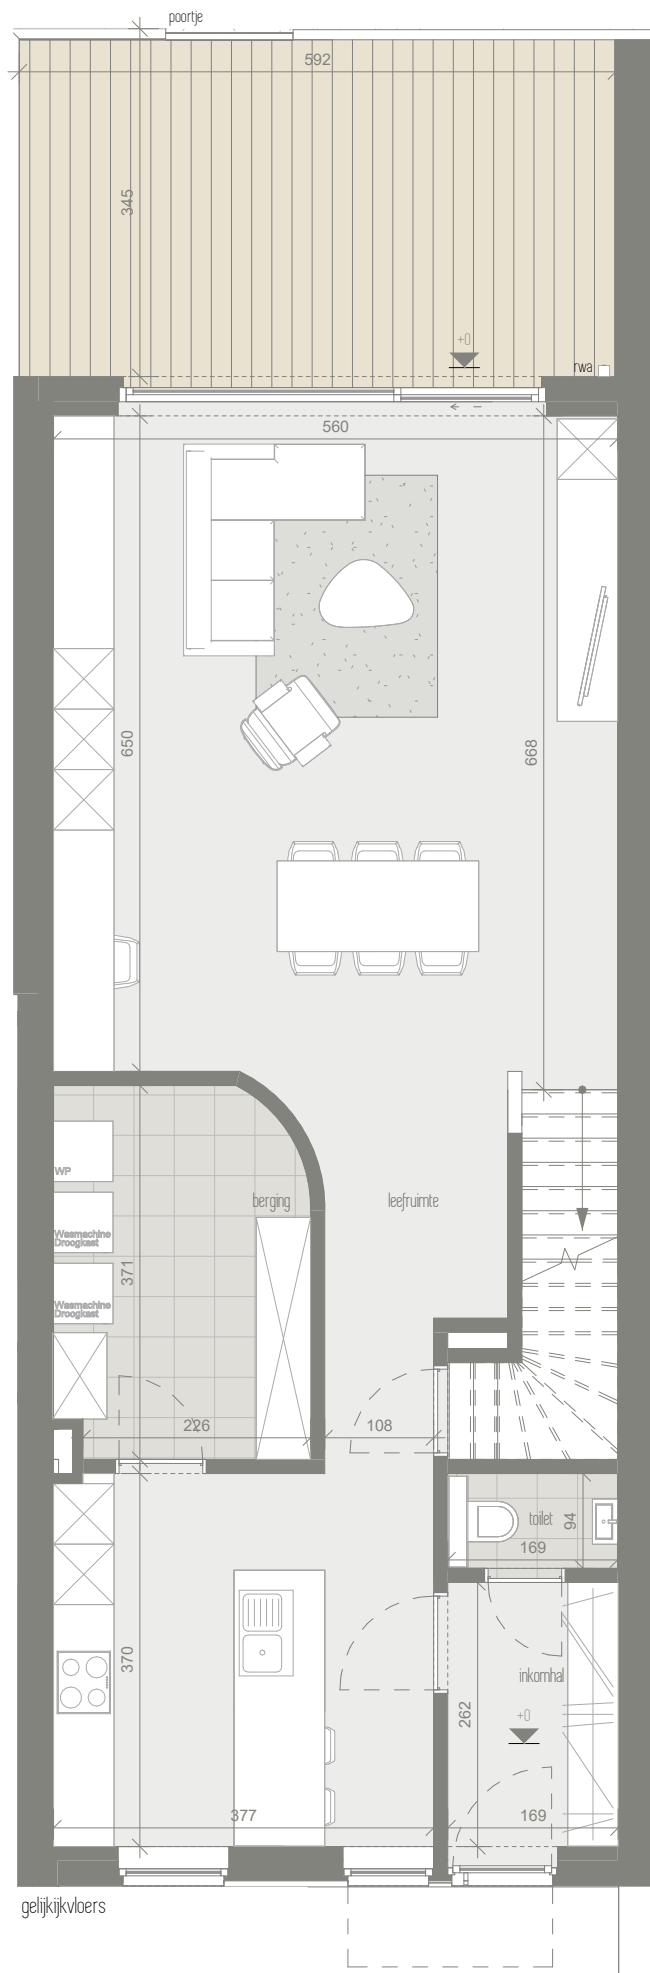 poortje
592
345
+0
rwa
560
650
668
WP
berging
leefruimte
Wasmachine
Droogkast
371
Wasmachine
Droogkast
226
108
toilet
94
169
370
inkomhal
262
+0
377
169
gelijkijkvloers